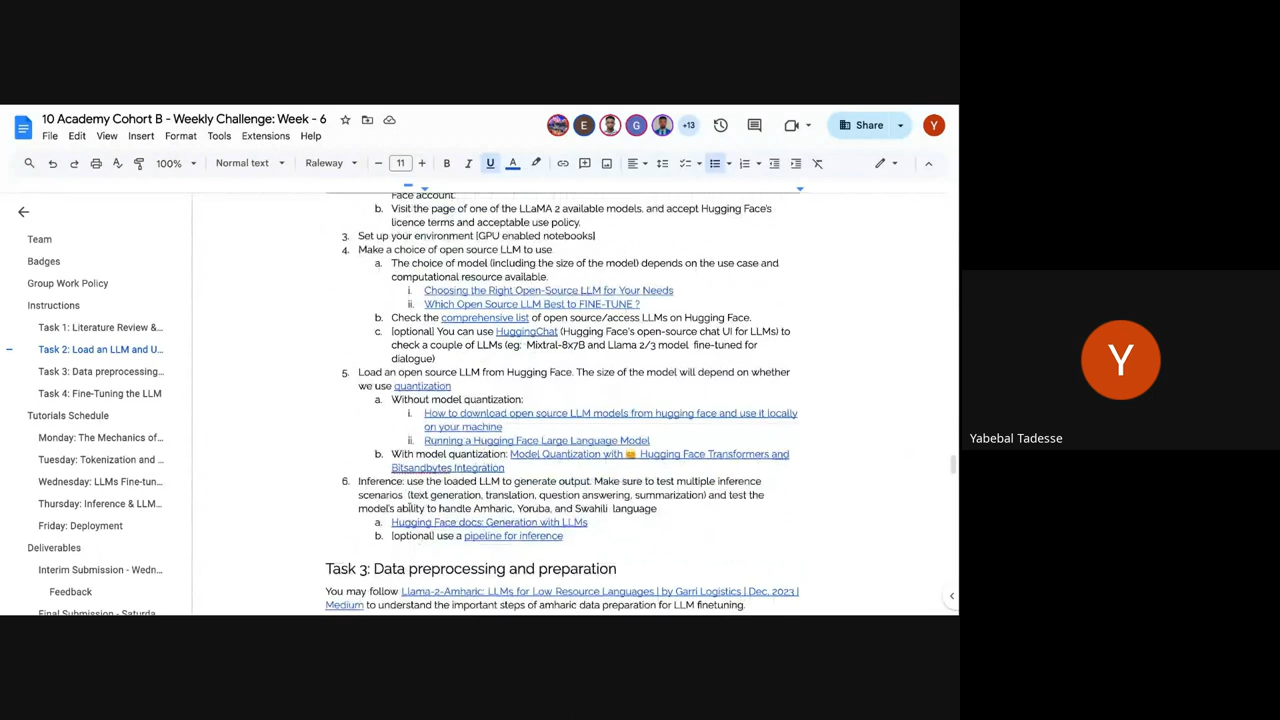 10 Academy Cohort B - Weekly Challenge: Week - 6
File Edit View Insert Format Tools Extensions Help
E
G
+13
Share
Y
100%
Normal text
Raleway
11
B I U A
Team
Badges
Group Work Policy
Instructions
Task 1: Literature Review &...
Task 2: Load an LLM and U...
Task 3: Data preprocessing...
Task 4: Fine-Tuning the LLM
Tutorials Schedule
Monday: The Mechanics of...
Tuesday: Tokenization and ...
Wednesday: LLMs Fine-tun...
Thursday: Inference & LLM...
Friday: Deployment
Deliverables
Interim Submission - Wedn...
Feedback
Final Submission - Saturda
Face account.
b. Visit the page of one of the LLaMA 2 available models, and accept Hugging Face's
licence terms and acceptable use policy.
3. Set up your environment [GPU enabled notebooks]
4. Make a choice of open source LLM to use.
a. The choice of model (including the size of the model) depends on the use case and
computational resource available.
i. Choosing the Right Open-Source LLM for Your Needs
ii. Which Open Source LLM Best to FINE-TUNE ?
b. Check the comprehensive list of open source/access LLMs on Hugging Face.
c. [optional] You can use HuggingChat (Hugging Face's open-source chat UI for LLMs) to
check a couple of LLMs (eg: Mixtral-8x7B and Llama 2/3 model fine-tuned for
dialogue)
5. Load an open source LLM from Hugging Face. The size of the model will depend on whether
we use quantization
a. Without model quantization:
i. How to download open source LLM models from hugging face and use it locally
on your machine
ii. Running a Hugging Face Large Language Model
b. With model quantization: Model Quantization with 🤗 Hugging Face Transformers and
Bitsandbytes Integration
6. Inference: use the loaded LLM to generate output. Make sure to test multiple inference
scenarios (text generation, translation, question answering, summarization) and test the
model's ability to handle Amharic, Yoruba, and Swahili language
a. Hugging Face docs: Generation with LLMs
b. [optional] use a pipeline for inference
Task 3: Data preprocessing and preparation
You may follow Llama-2-Amharic: LLMs for Low Resource Languages | by Garri Logistics | Dec, 2023 |
Medium to understand the important steps of amharic data preparation for LLM finetuning.
Y
Yabebal Tadesse